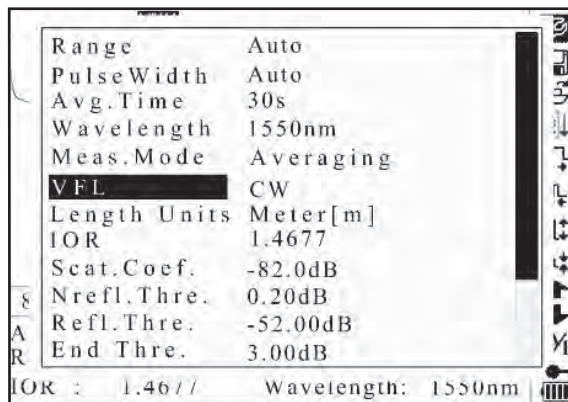 Range Auto
PulseWidth Auto
Avg.Time 30s
Wavelength 1550nm
Meas.Mode Averaging
VFL CW
Length Units Meter[m]
IOR 1.4677
Scat.Coef. -82.0dB
Nrefl.Thre. 0.20dB
Refl.Thre. -52.00dB
End Thre. 3.00dB
8
A
R
IOR : 1.4677 Wavelength: 1550nm